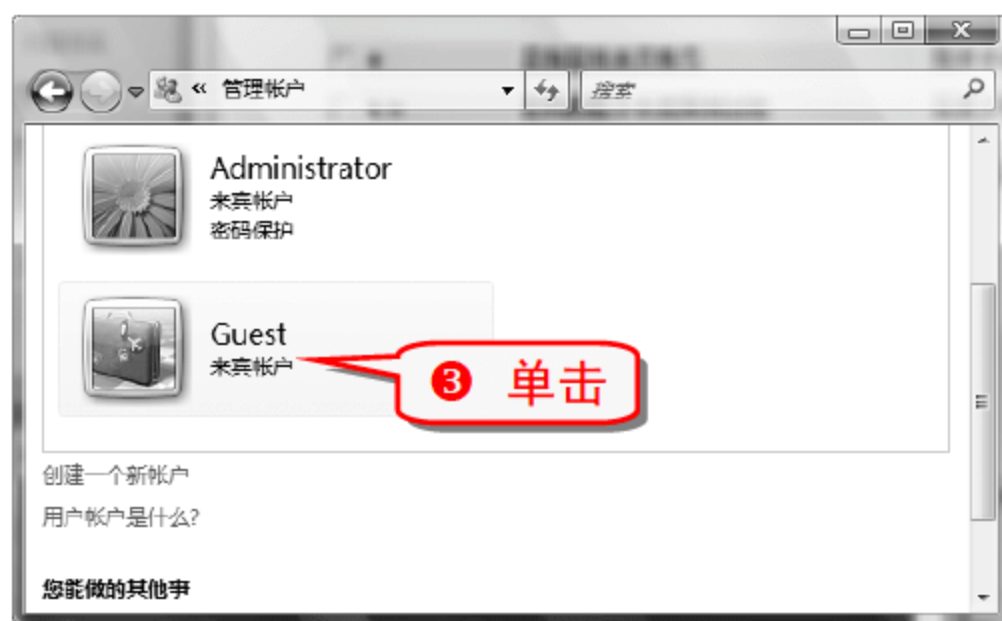 « 管理帐户
搜索
Administrator
来宾帐户
密码保护
Guest
来宾帐户
❸ 单击
创建一个新帐户
用户帐户是什么?
您能做的其他事